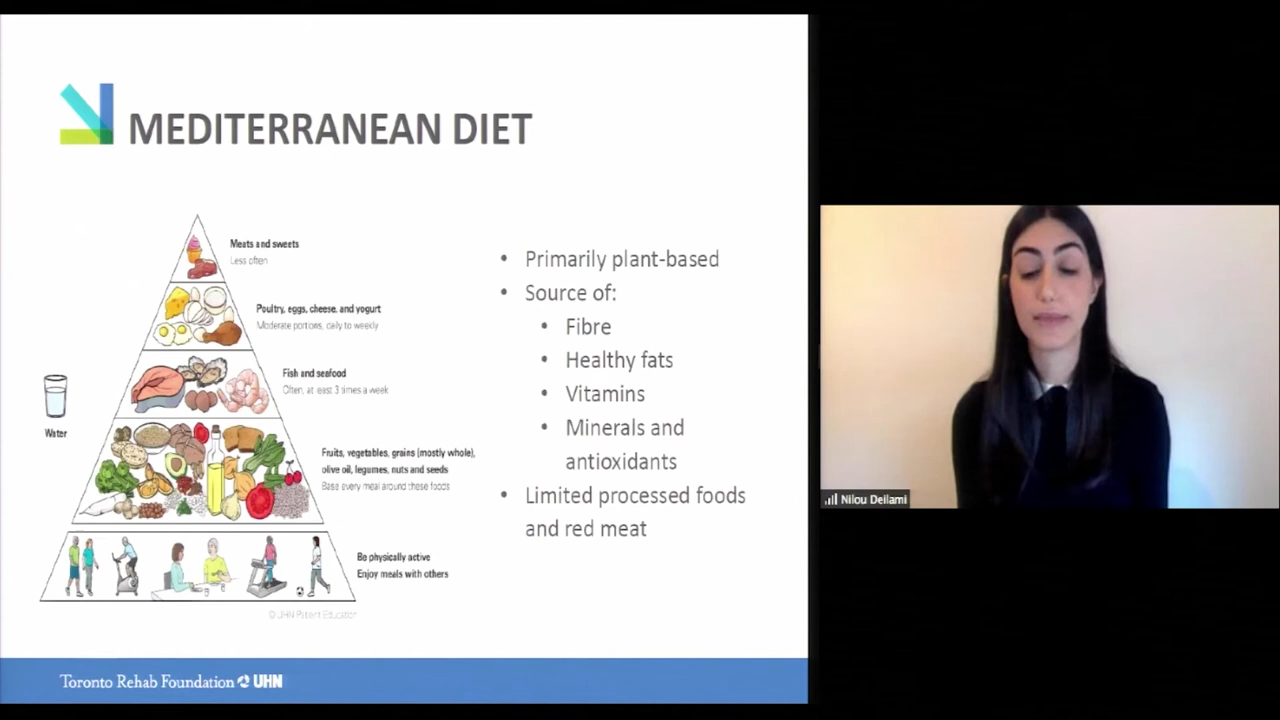 MEDITERRANEAN DIET
Meats and sweets
Less often
Poultry, eggs, cheese, and yogurt
Moderate portions, daily to weekly
Fish and seafood
Often, at least 3 times a week
Water
Fruits, vegetables, grains (mostly whole),
olive oil, legumes, nuts and seeds
Base every meal around these foods
Be physically active
Enjoy meals with others
© UHN Patient Education
• Primarily plant-based
• Source of:
• Fibre
• Healthy fats
• Vitamins
• Minerals and
antioxidants
• Limited processed foods
and red meat
Toronto Rehab Foundation UHN
Nilou Deilami